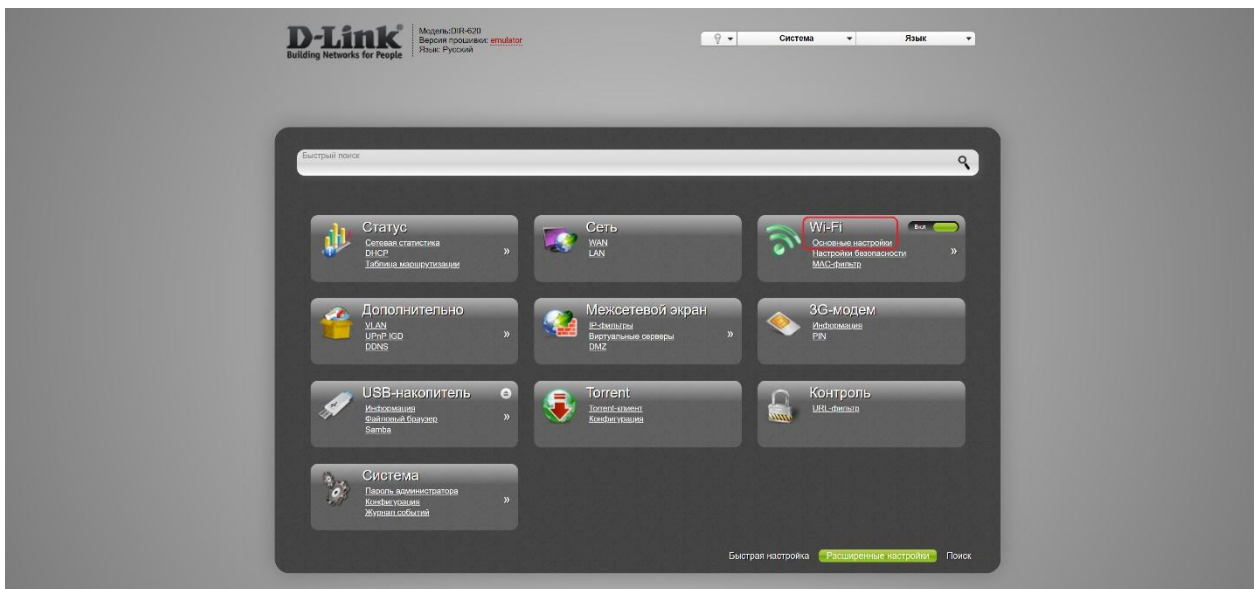 D-Link
Building Networks for People
Модель:DIR-620
Версия прошивки: emulator
Язык: Русский
Система
Язык
Быстрый поиск
Статус
Сетевая статистика
DHCP
Таблица маршрутизации
Сеть
WAN
LAN
Wi-Fi
Вкл
Основные настройки
Настройки безопасности
MAC-фильтр
Дополнительно
VLAN
UPnP IGD
DDNS
Межсетевой экран
IP-фильтры
Виртуальные серверы
DMZ
3G-модем
Информация
PIN
USB-накопитель
Информация
Файловый браузер
Samba
Torrent
Torrent-клиент
Конфигурация
Контроль
URL-фильтр
Система
Пароль администратора
Конфигурация
Журнал событий
Быстрая настройка Расширенные настройки Поиск